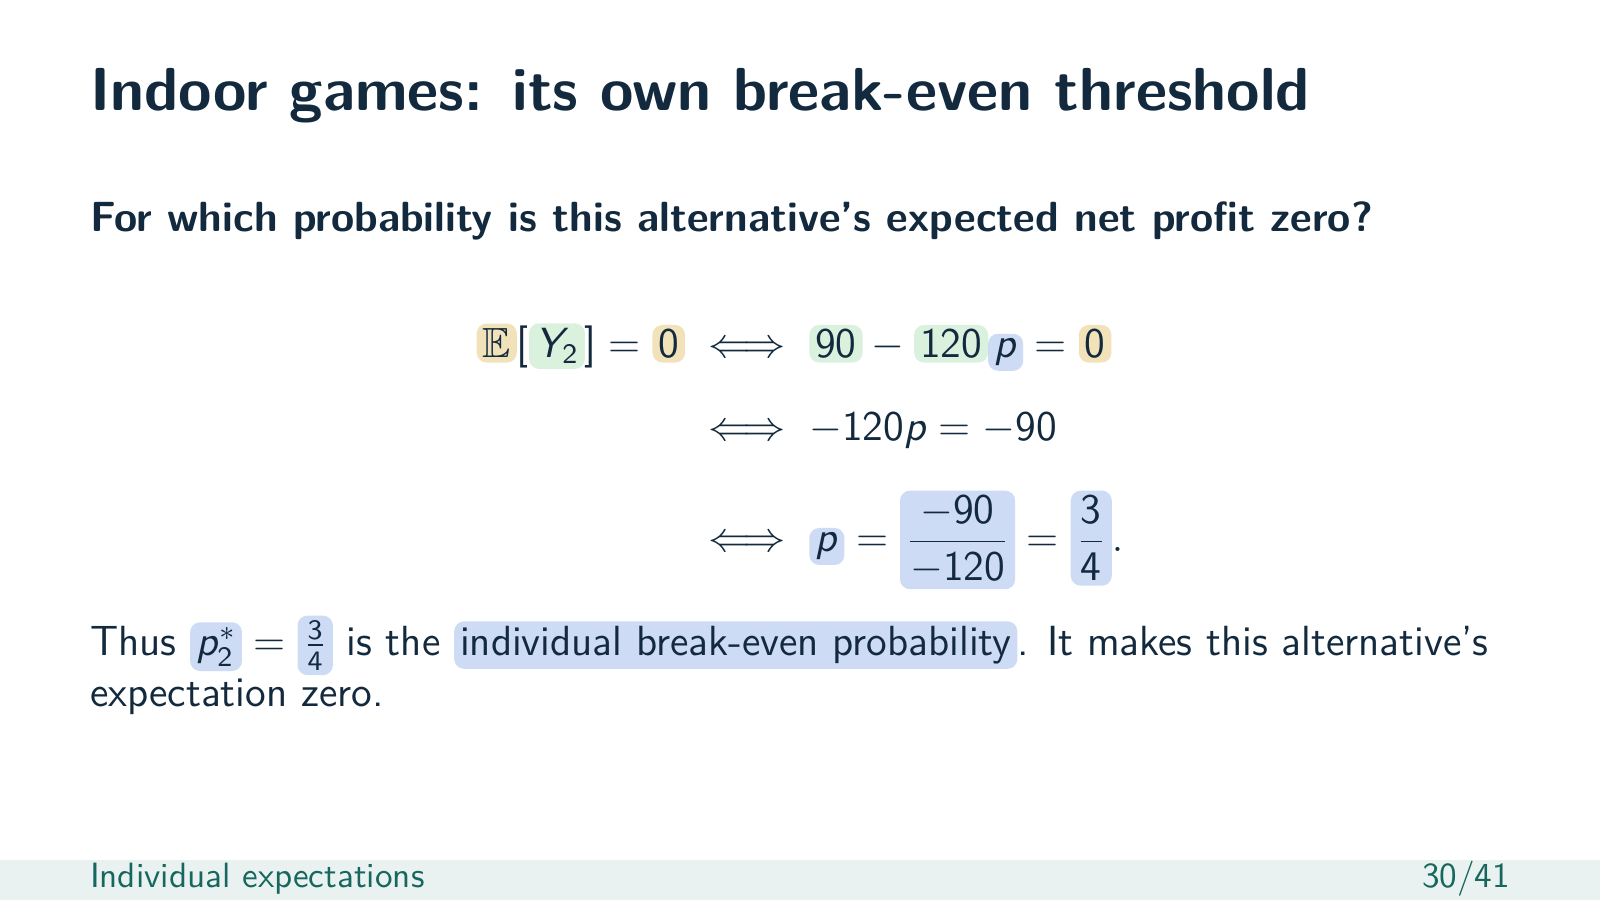 Indoor games: its own break-even threshold
For which probability is this alternative's expected net profit zero?
𝔼[Y₂] = 0 ⟺ 90 − 120p = 0
⟺ −120p = −90
⟺ p = −90/−120 = 3/4.
Thus p₂* = 3/4 is the individual break-even probability. It makes this alternative's
expectation zero.
Individual expectations 30/41